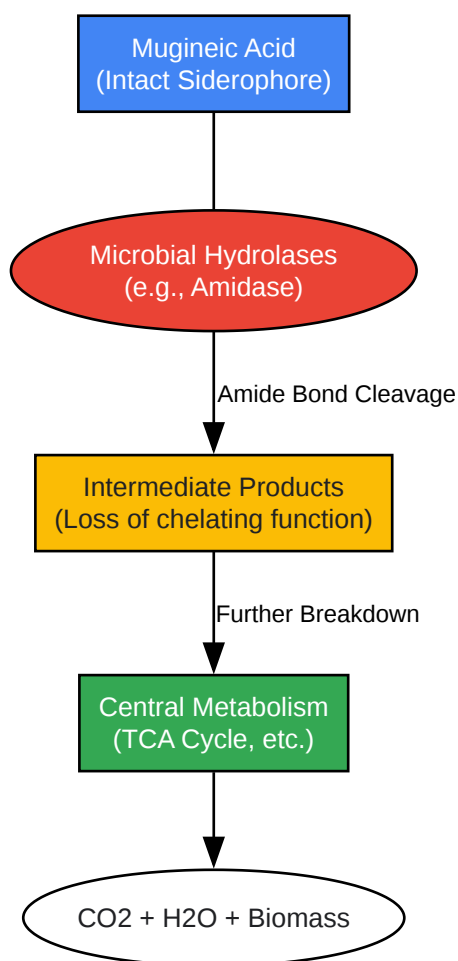 Mugineic Acid
(Intact Siderophore)
Microbial Hydrolases
(e.g., Amidase)
Amide Bond Cleavage
Intermediate Products
(Loss of chelating function)
Further Breakdown
Central Metabolism
(TCA Cycle, etc.)
CO2 + H2O + Biomass